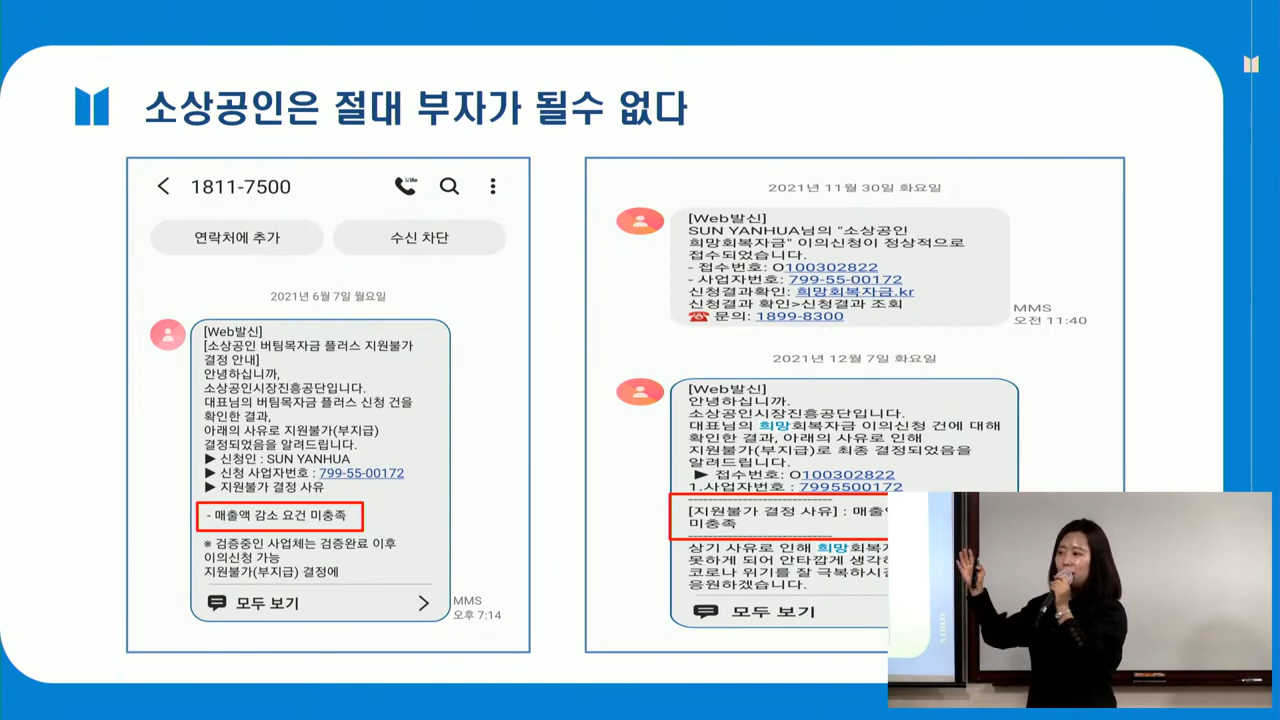 소상공인은 절대 부자가 될수 없다
1811-7500
연락처에 추가
수신 차단
2021년 6월 7일 월요일
[Web발신]
[소상공인 버팀목자금 플러스 지원불가
결정 안내]
안녕하십니까,
소상공인시장진흥공단입니다.
대표님의 버팀목자금 플러스 신청 건을
확인한 결과,
아래의 사유로 지원불가(부지급)
결정되었음을 알려드립니다.
▶ 신청인 : SUN YANHUA
▶ 신청 사업자번호 : 799-55-00172
▶ 지원불가 결정 사유
- 매출액 감소 요건 미충족
※ 검증중인 사업체는 검증완료 이후
이의신청 가능
지원불가(부지급) 결정에
모두 보기
MMS
오후 7:14
2021년 11월 30일 화요일
[Web발신]
SUN YANHUA님의 "소상공인
희망회복자금" 이의신청이 정상적으로
접수되었습니다.
- 접수번호: O100302822
- 사업자번호: 799-55-00172
신청결과확인: 희망회복자금.kr
신청결과 확인>신청결과 조회
☎ 문의: 1899-8300
MMS
오전 11:40
2021년 12월 7일 화요일
[Web발신]
안녕하십니까.
소상공인시장진흥공단입니다.
대표님의 희망회복자금 이의신청 건에 대해
확인한 결과, 아래의 사유로 인해
지원불가(부지급)로 최종 결정되었음을
알려드립니다.
▶ 접수번호: O100302822
1.사업자번호 : 7995500172
------------------------------
[지원불가 결정 사유] : 매출
미충족
------------------------------
상기 사유로 인해 희망회복
못하게 되어 안타깝게 생각
코로나 위기를 잘 극복하시
응원하겠습니다.
모두 보기